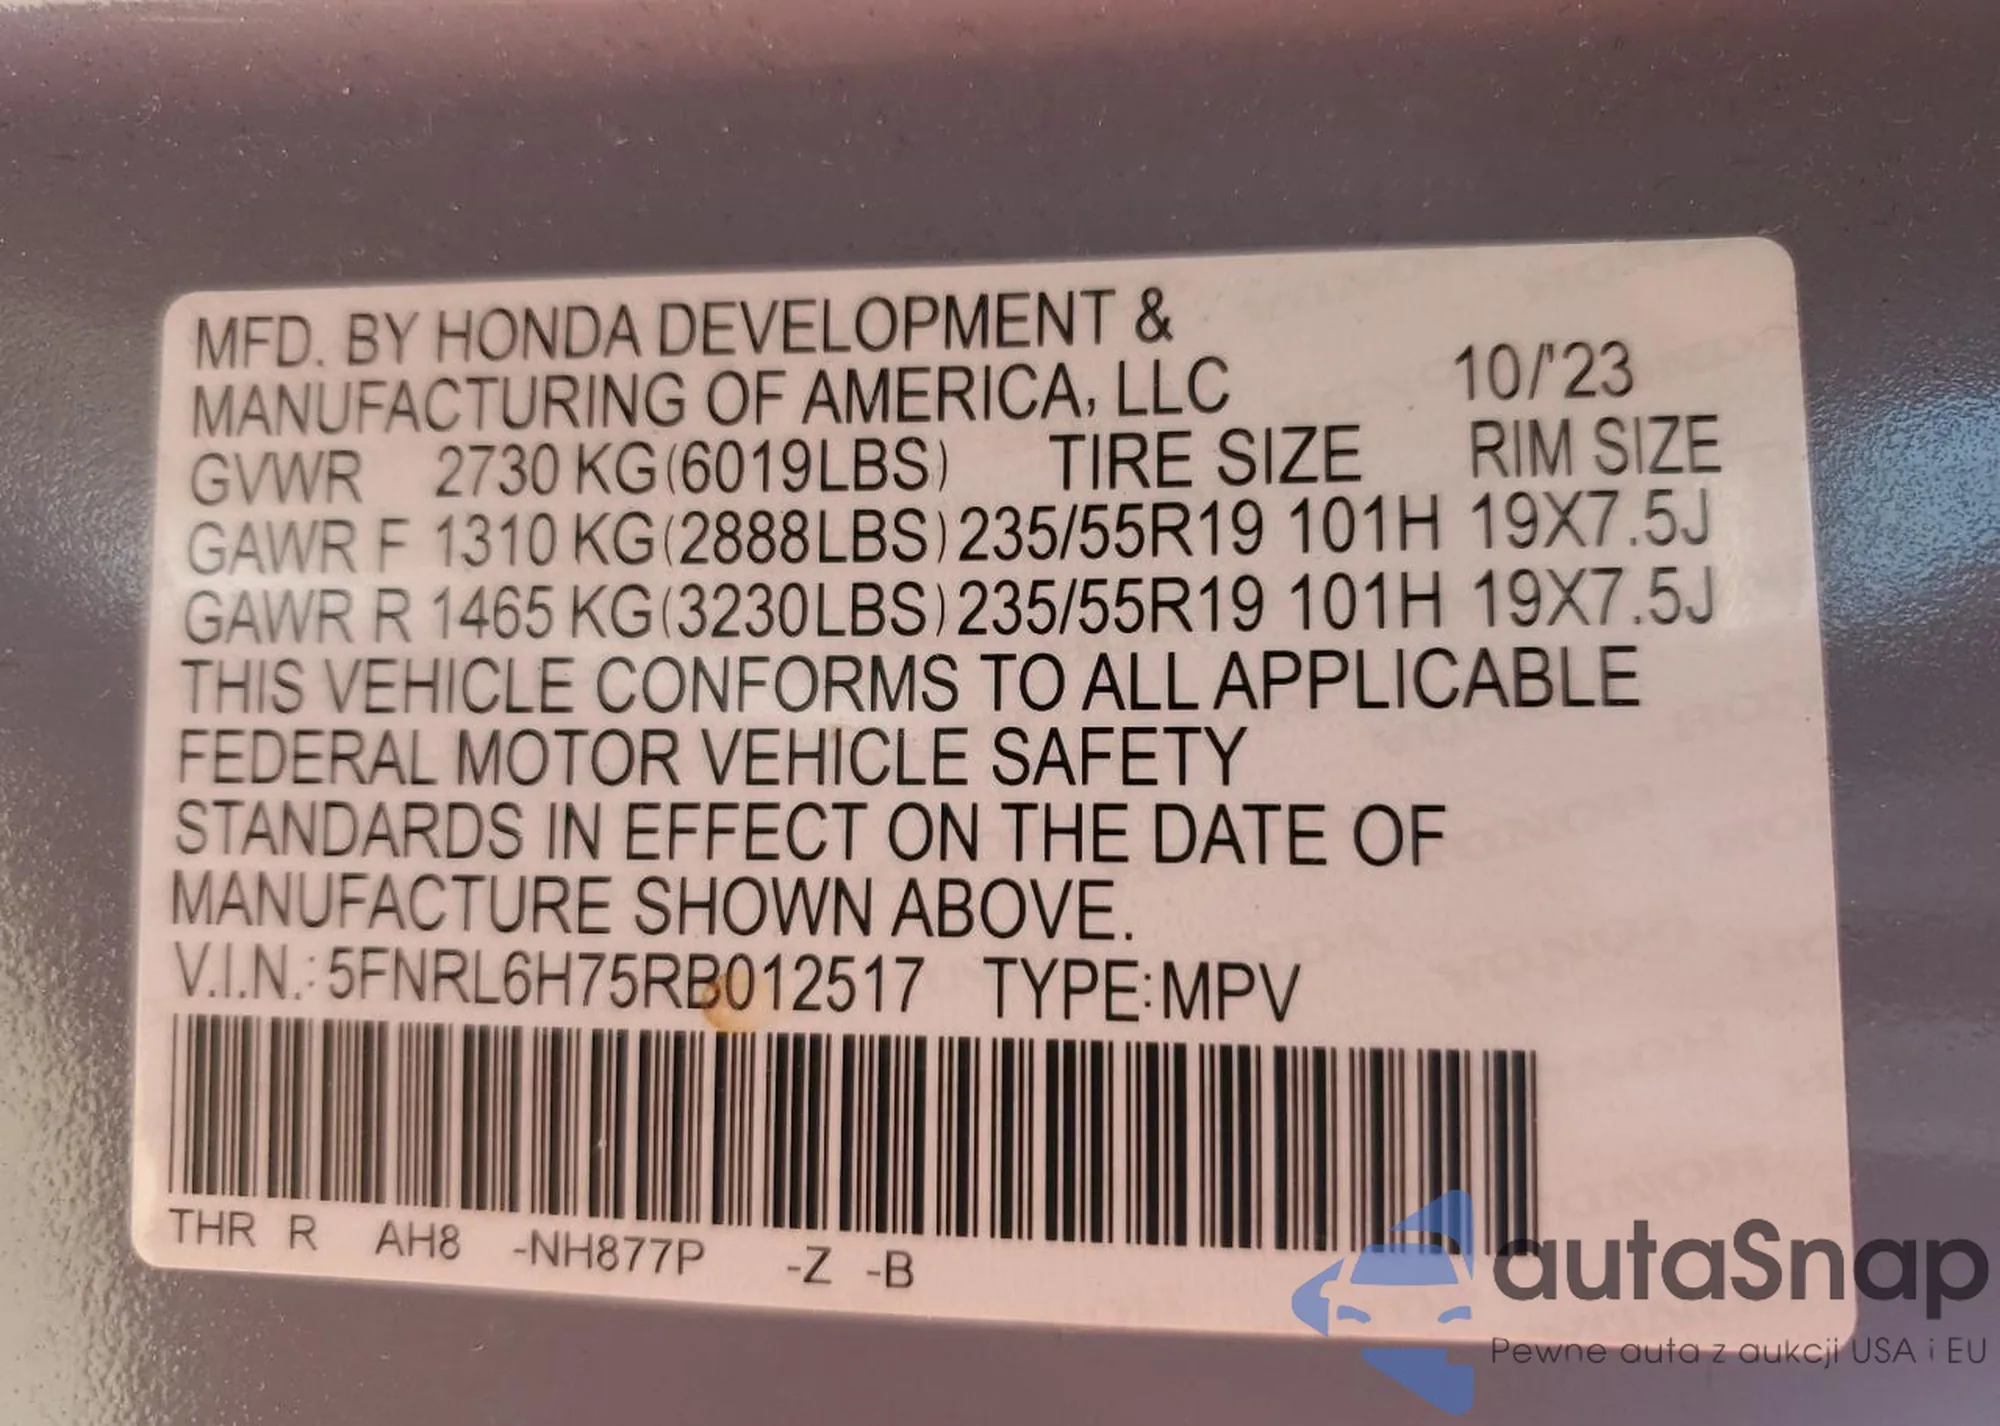 MFD. BY HONDA DEVELOPMENT &
MANUFACTURING OF AMERICA, LLC 10/'23
GVWR 2730 KG(6019LBS) TIRE SIZE RIM SIZE
GAWR F 1310 KG(2888LBS) 235/55R19 101H 19X7.5J
GAWR R 1465 KG(3230LBS) 235/55R19 101H 19X7.5J
THIS VEHICLE CONFORMS TO ALL APPLICABLE
FEDERAL MOTOR VEHICLE SAFETY
STANDARDS IN EFFECT ON THE DATE OF
MANUFACTURE SHOWN ABOVE.
V.I.N.: 5FNRL6H75RB012517 TYPE:MPV
THR R AH8 -NH877P -Z -B
autaSnap
Pewne auta z aukcji USA i EU